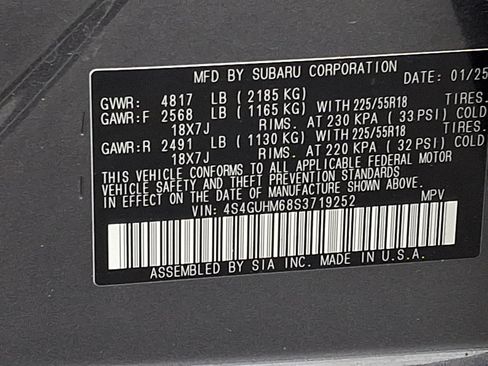 MFD BY SUBARU CORPORATION DATE: 01/25
GVWR: 4817 LB (2185 KG)
GAWR:F 2568 LB (1165 KG) WITH 225/55R18 TIRES.
18X7J RIMS. AT 230 KPA (33 PSI) COLD
GAWR:R 2491 LB (1130 KG) WITH 225/55R18 TIRES.
18X7J RIMS. AT 220 KPA (32 PSI) COLD
THIS VEHICLE CONFORMS TO ALL APPLICABLE FEDERAL MOTOR
VEHICLE SAFETY AND THEFT PREVENTION STANDARDS
IN EFFECT ON THE DATE OF MANUFACTURE SHOWN ABOVE.
VIN: 4S4GUHM68S3719252 MPV
ASSEMBLED BY SIA INC. MADE IN U.S.A.